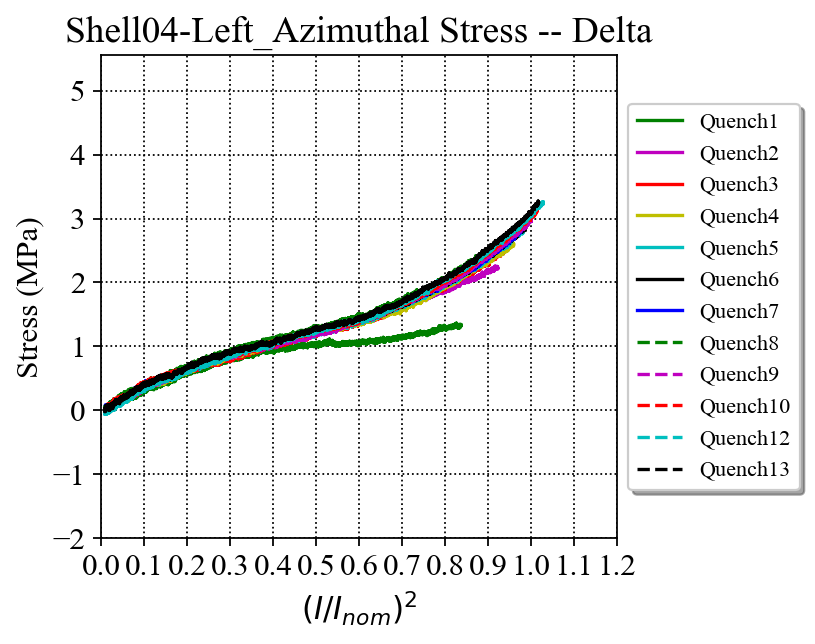 Shell04-Left_Azimuthal Stress -- Delta
Stress (MPa)
5
4
3
2
1
0
−1
−2
0.0 0.1 0.2 0.3 0.4 0.5 0.6 0.7 0.8 0.9 1.0 1.1 1.2
(I/I_nom)^2
Quench1
Quench2
Quench3
Quench4
Quench5
Quench6
Quench7
Quench8
Quench9
Quench10
Quench12
Quench13